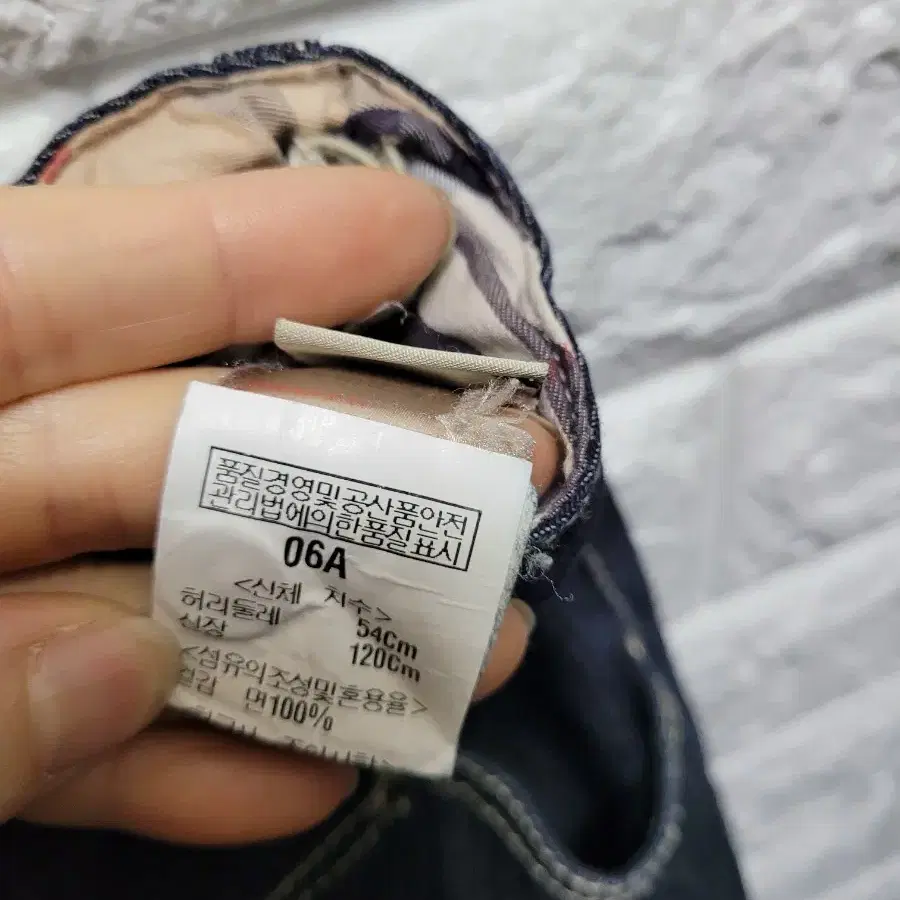 품질경영및공산품안전
관리법에의한품질표시
06A
<신체 치수>
허리둘레 54Cm
신장 120Cm
<섬유의조성및혼용율>
겉감 면100%